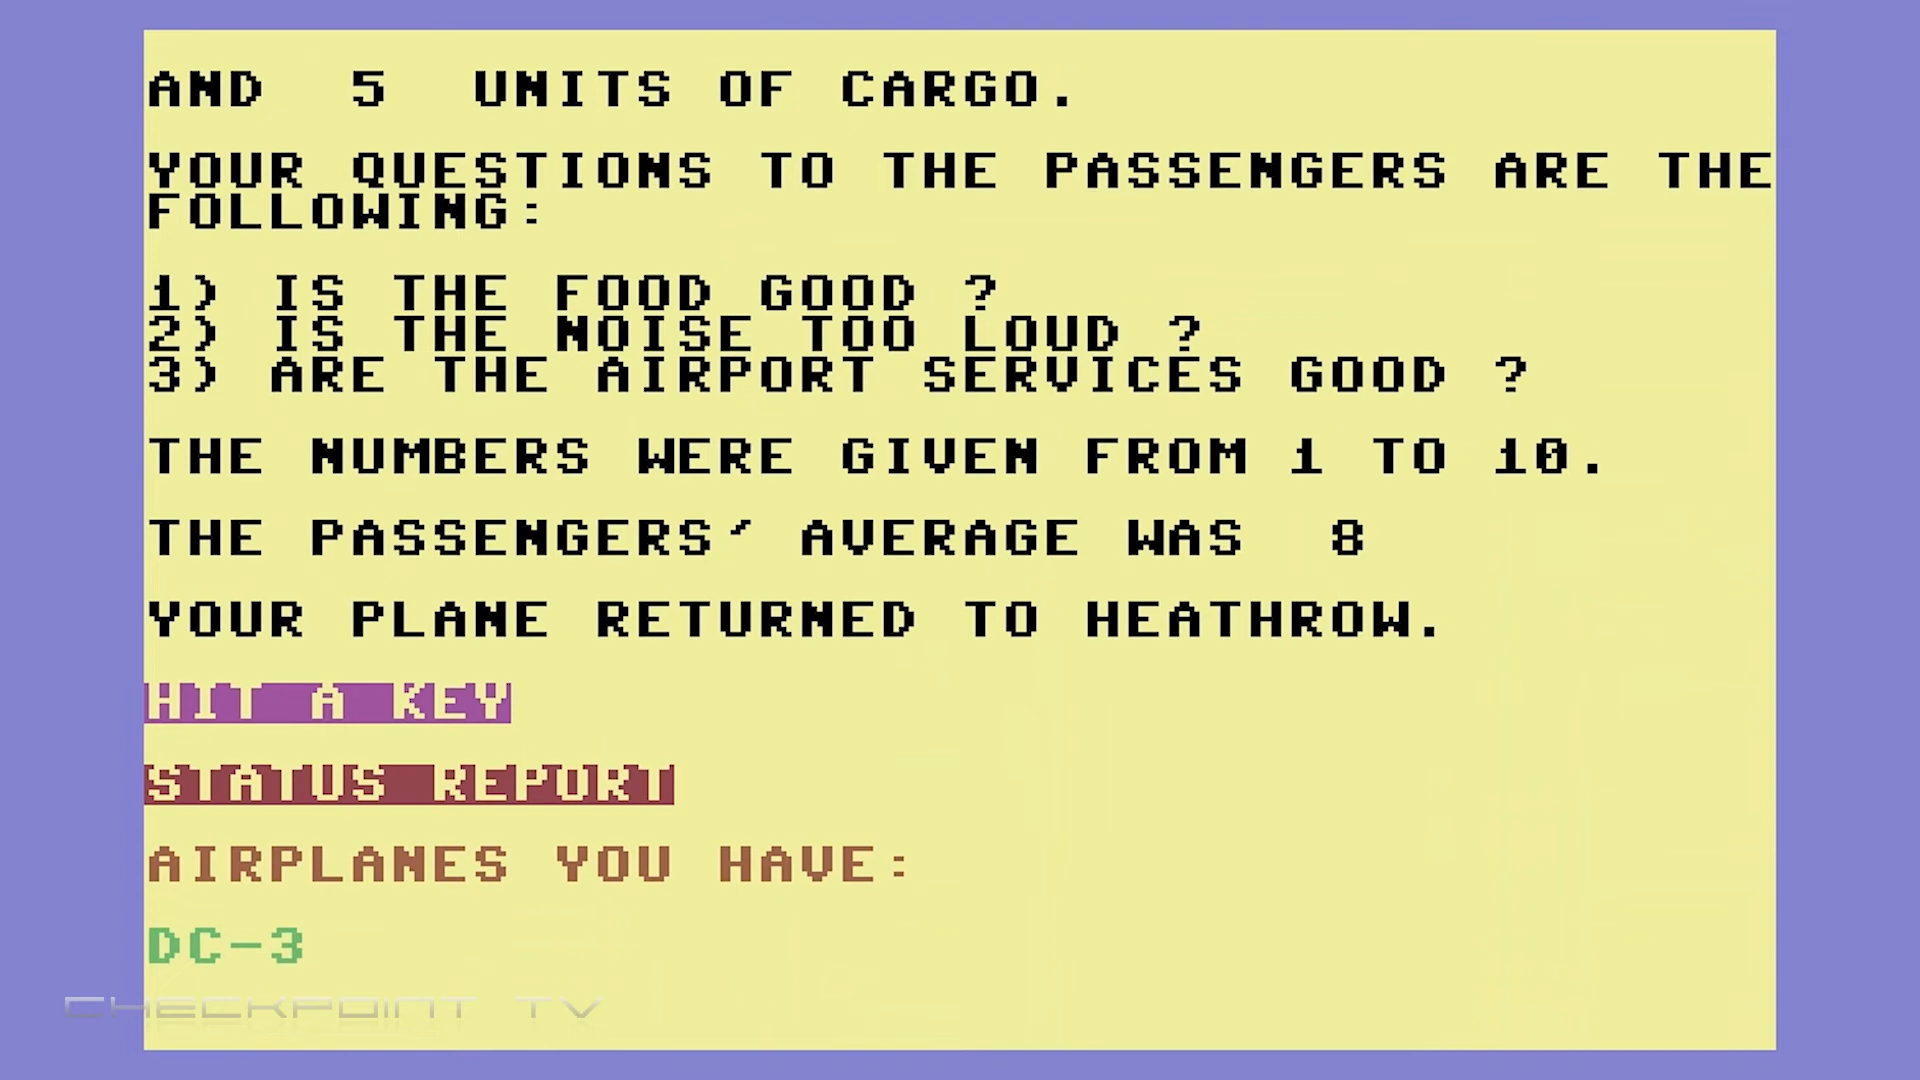 AND  5  UNITS OF CARGO.
YOUR QUESTIONS TO THE PASSENGERS ARE THE
FOLLOWING:
1) IS THE FOOD GOOD ?
2) IS THE NOISE TOO LOUD ?
3) ARE THE AIRPORT SERVICES GOOD ?
THE NUMBERS WERE GIVEN FROM 1 TO 10.
THE PASSENGERS' AVERAGE WAS  8
YOUR PLANE RETURNED TO HEATHROW.
HIT A KEY
STATUS REPORT
AIRPLANES YOU HAVE:
DC-3
CHECKPOINT TV